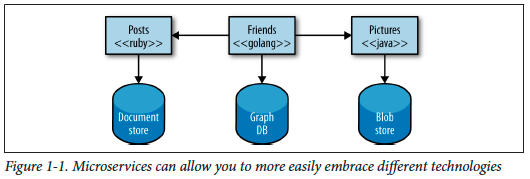 Posts
<<ruby>>
Friends
<<golang>>
Pictures
<<java>>
Document
store
Graph
DB
Blob
store
Figure 1-1. Microservices can allow you to more easily embrace different technologies